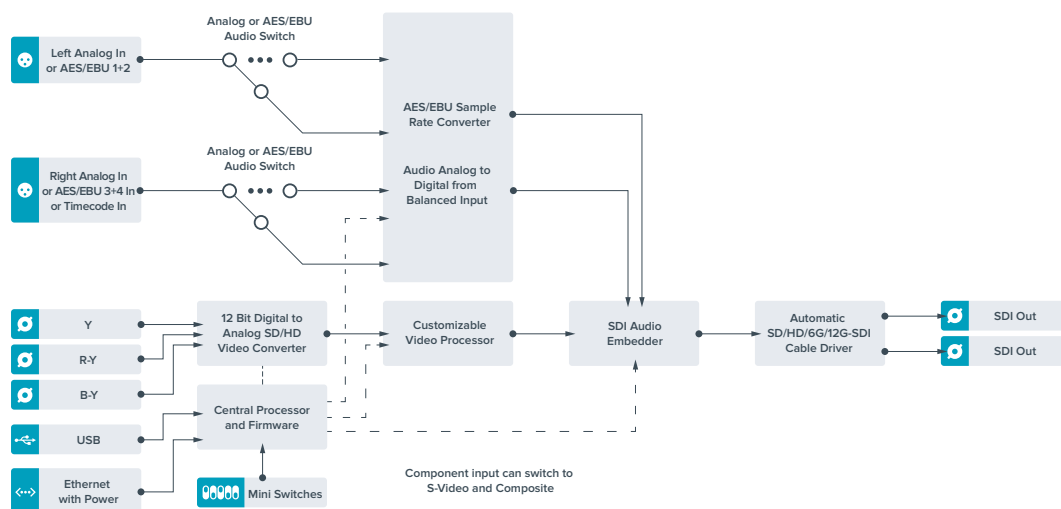 Analog or AES/EBU
Audio Switch
Left Analog In
or AES/EBU 1+2
AES/EBU Sample
Rate Converter
Analog or AES/EBU
Audio Switch
Right Analog In
or AES/EBU 3+4 In
or Timecode In
Audio Analog to
Digital from
Balanced Input
Y
R-Y
B-Y
12 Bit Digital to
Analog SD/HD
Video Converter
Customizable
Video Processor
SDI Audio
Embedder
Automatic
SD/HD/6G/12G-SDI
Cable Driver
SDI Out
SDI Out
USB
Central Processor
and Firmware
Ethernet
with Power
Mini Switches
Component input can switch to
S-Video and Composite